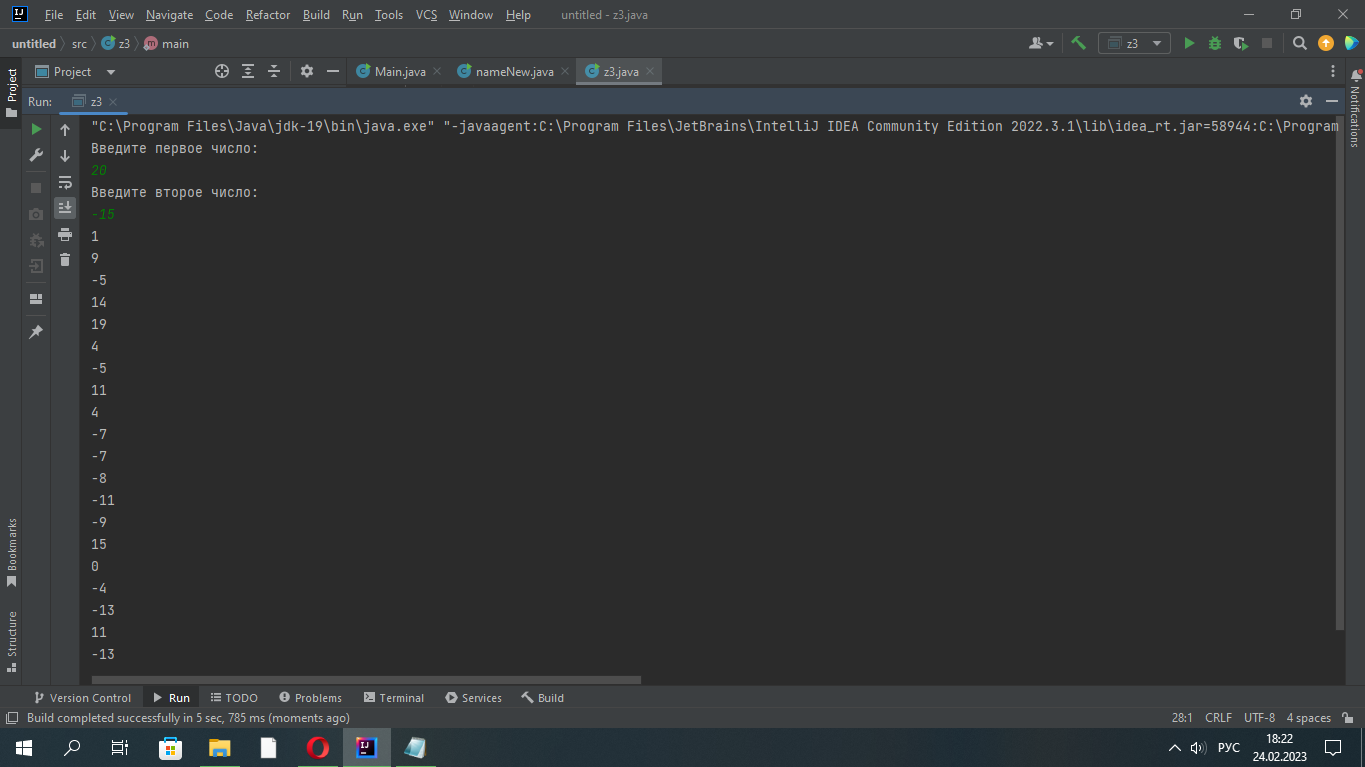 IJ File Edit View Navigate Code Refactor Build Run Tools VCS Window Help untitled - z3.java
untitled src z3 main z3
Project Main.java nameNew.java z3.java
Project
Run: z3
Notifications
"C:\Program Files\Java\jdk-19\bin\java.exe" "-javaagent:C:\Program Files\JetBrains\IntelliJ IDEA Community Edition 2022.3.1\lib\idea_rt.jar=58944:C:\Program
Введите первое число:
20
Введите второе число:
-15
1
9
-5
14
19
4
-5
11
4
-7
-7
-8
-11
-9
15
0
-4
-13
11
-13
Bookmarks
Structure
Version Control Run TODO Problems Terminal Services Build
Build completed successfully in 5 sec, 785 ms (moments ago) 28:1 CRLF UTF-8 4 spaces
РУС 18:22
24.02.2023